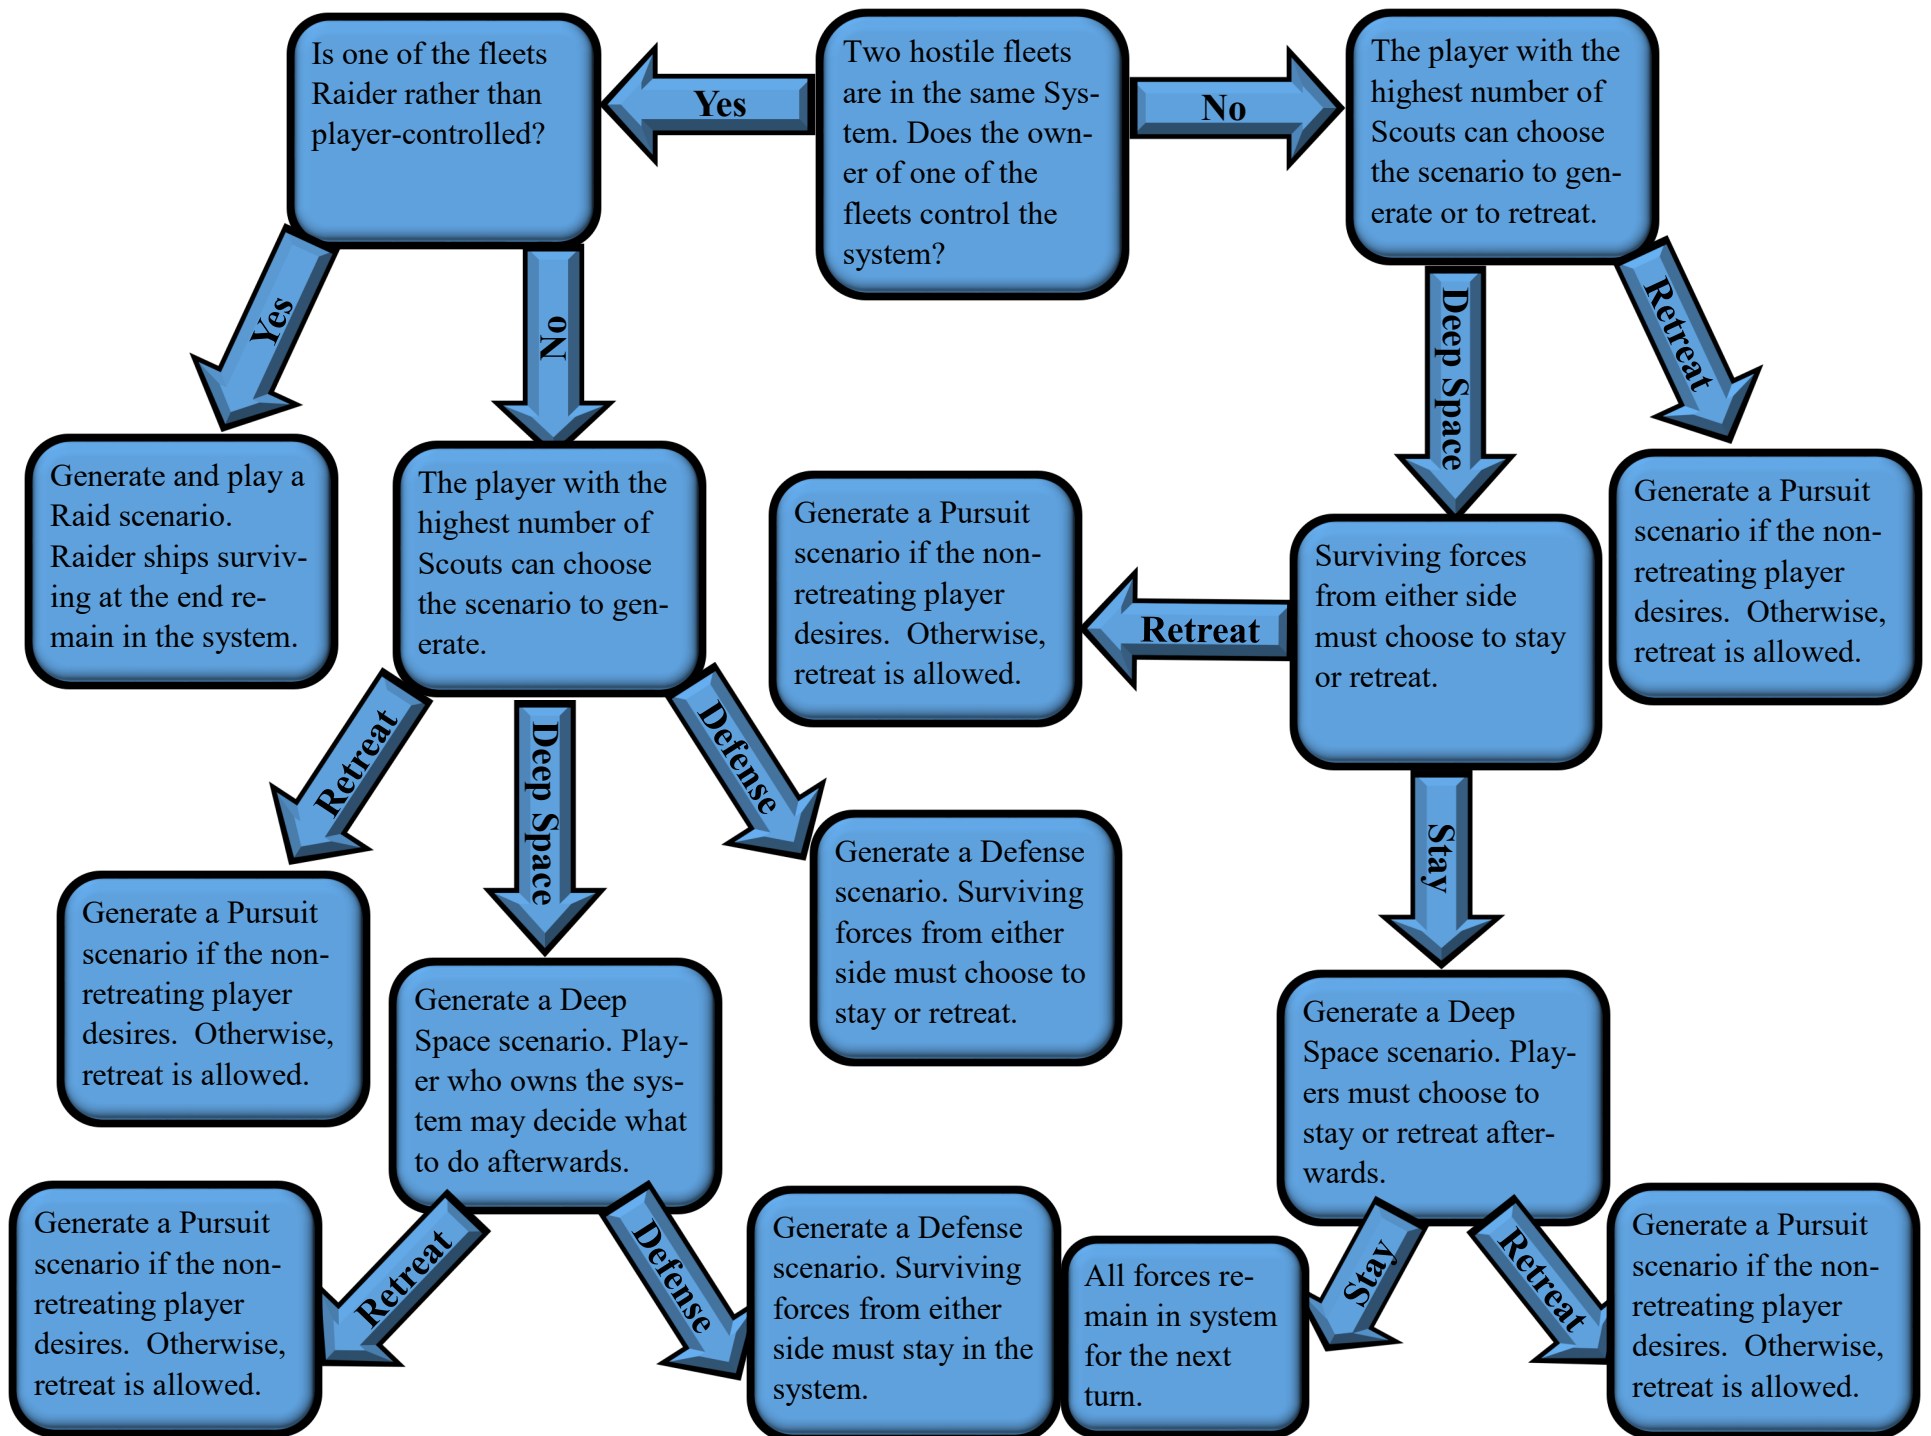 Two hostile fleets
are in the same Sys-
tem. Does the own-
er of one of the
fleets control the
system?
Yes
No
Is one of the fleets
Raider rather than
player-controlled?
Yes
No
The player with the
highest number of
Scouts can choose
the scenario to gen-
erate or to retreat.
Deep Space
Retreat
Generate and play a
Raid scenario.
Raider ships surviv-
ing at the end re-
main in the system.
The player with the
highest number of
Scouts can choose
the scenario to gen-
erate.
Retreat
Deep Space
Defense
Generate a Pursuit
scenario if the non-
retreating player
desires.  Otherwise,
retreat is allowed.
Retreat
Surviving forces
from either side
must choose to stay
or retreat.
Stay
Generate a Pursuit
scenario if the non-
retreating player
desires.  Otherwise,
retreat is allowed.
Generate a Pursuit
scenario if the non-
retreating player
desires.  Otherwise,
retreat is allowed.
Generate a Deep
Space scenario. Play-
er who owns the sys-
tem may decide what
to do afterwards.
Retreat
Defense
Generate a Defense
scenario. Surviving
forces from either
side must choose to
stay or retreat.
Generate a Deep
Space scenario. Play-
ers must choose to
stay or retreat after-
wards.
Stay
Retreat
Generate a Pursuit
scenario if the non-
retreating player
desires.  Otherwise,
retreat is allowed.
Generate a Defense
scenario. Surviving
forces from either
side must stay in the
system.
All forces re-
main in system
for the next
turn.
Generate a Pursuit
scenario if the non-
retreating player
desires.  Otherwise,
retreat is allowed.